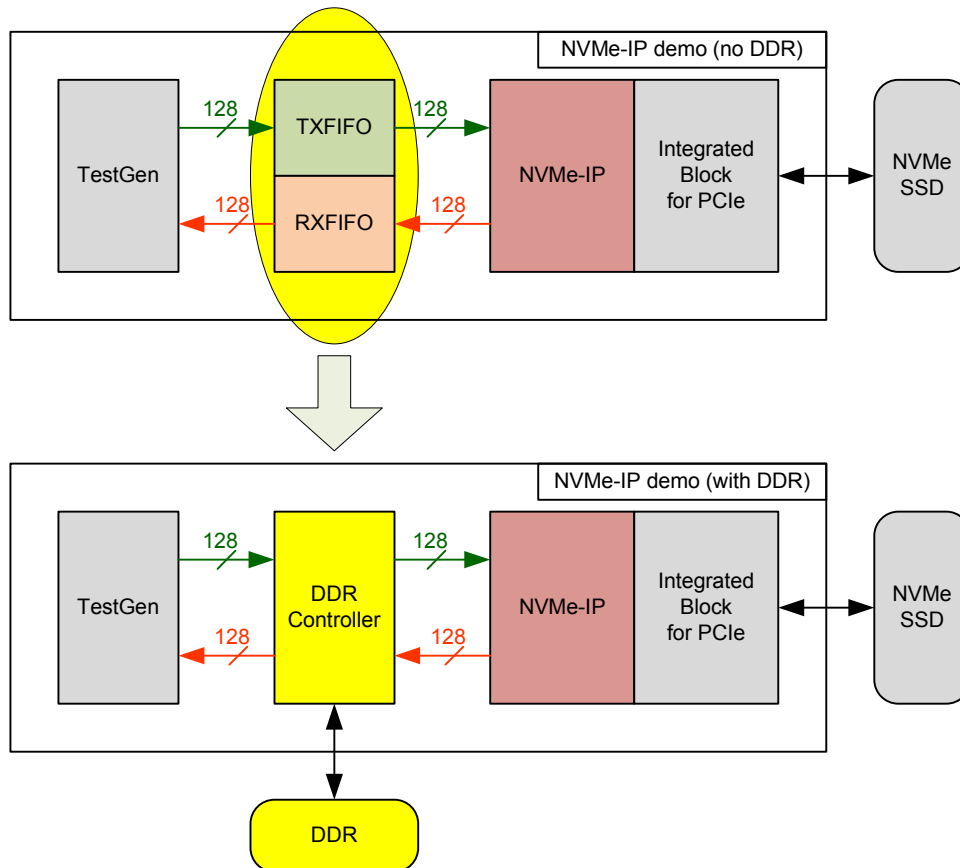 NVMe-IP demo (no DDR)
128
128
TXFIFO
TestGen
NVMe-IP
Integrated
Block
for PCIe
NVMe
SSD
128
128
RXFIFO
NVMe-IP demo (with DDR)
128
128
TestGen
DDR
Controller
NVMe-IP
Integrated
Block
for PCIe
NVMe
SSD
128
128
DDR